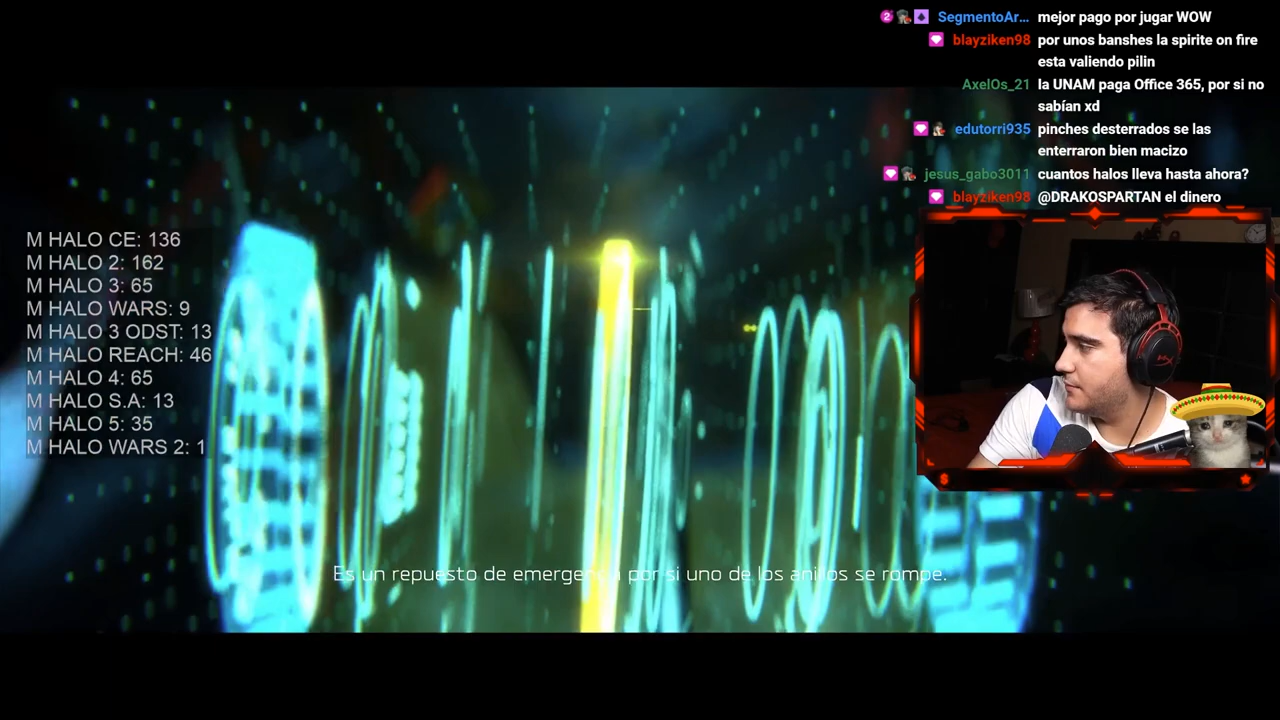 SegmentoAr... mejor pago por jugar WOW
blayziken98 por unos banshes la spirite on fire
esta valiendo pilin
AxelOs_21 la UNAM paga Office 365, por si no
sabían xd
edutorri935 pinches desterrados se las
enterraron bien macizo
jesus_gabo3011 cuantos halos lleva hasta ahora?
blayziken98 @DRAKOSPARTAN el dinero
M HALO CE: 136
M HALO 2: 162
M HALO 3: 65
M HALO WARS: 9
M HALO 3 ODST: 13
M HALO REACH: 46
M HALO 4: 65
M HALO S.A: 13
M HALO 5: 35
M HALO WARS 2: 1
Es un repuesto de emergencia por si uno de los anillos se rompe.